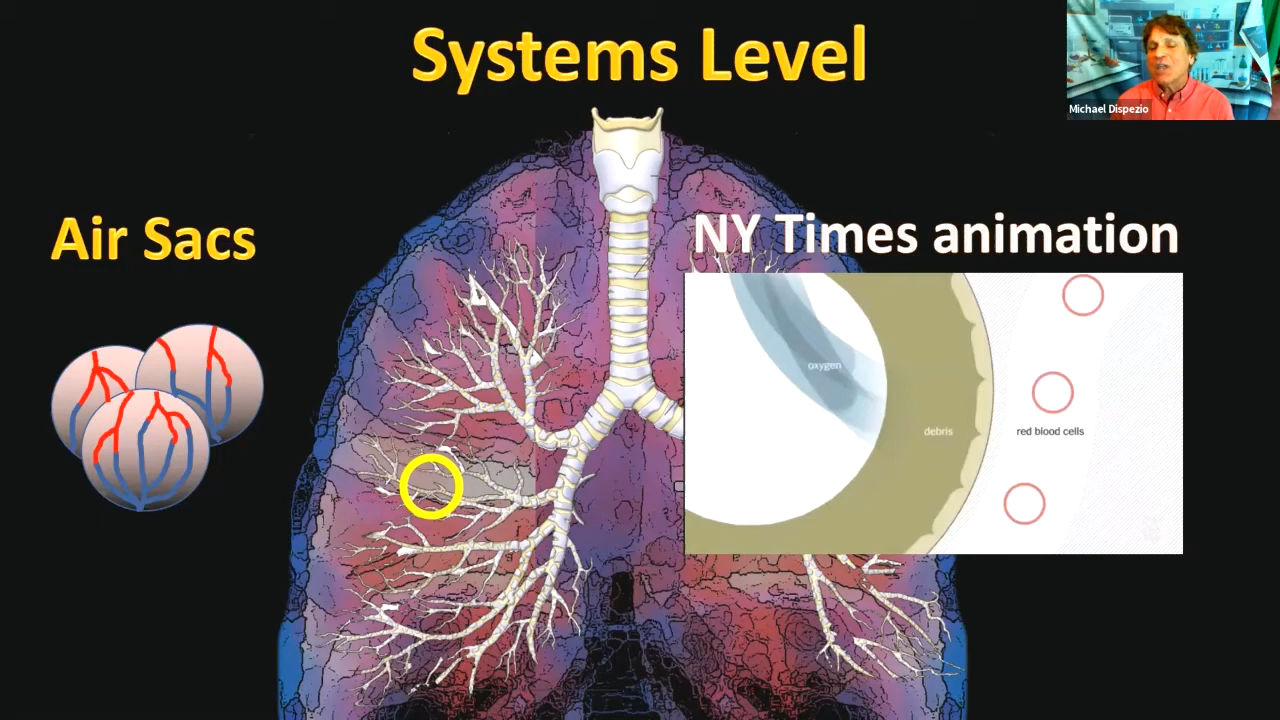 Systems Level
Michael Dispezio
Air Sacs
NY Times animation
oxygen
debris
red blood cells